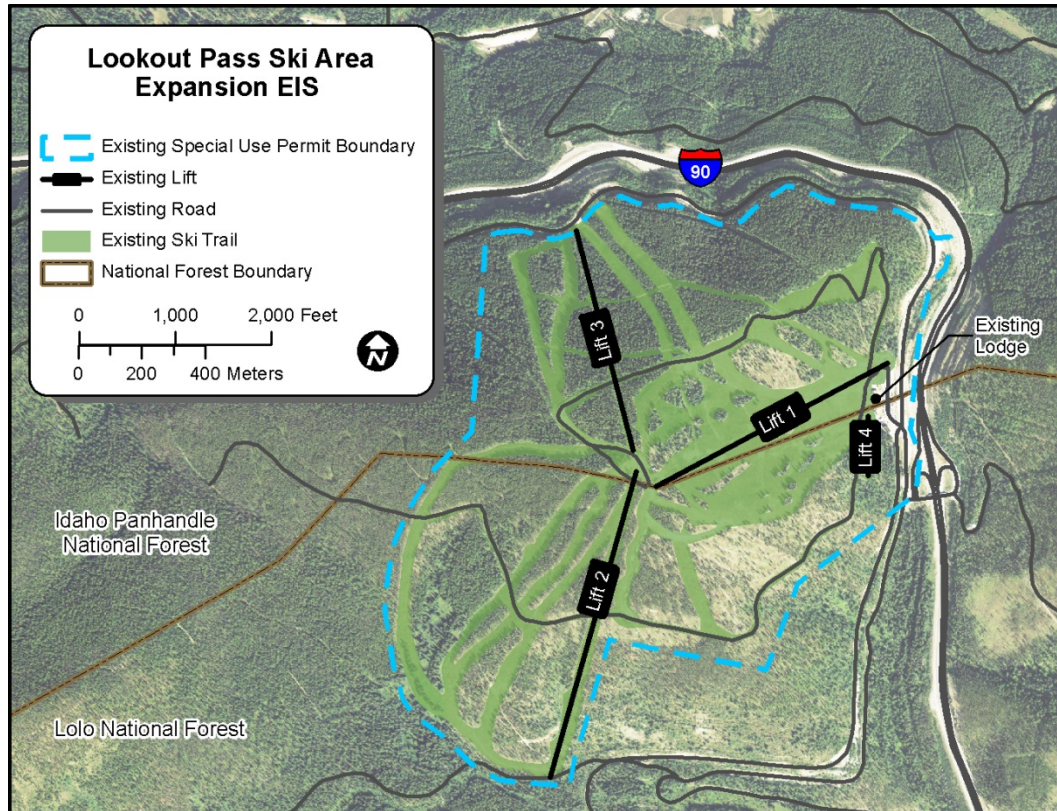 Lookout Pass Ski Area
Expansion EIS
Existing Special Use Permit Boundary
Existing Lift
Existing Road
Existing Ski Trail
National Forest Boundary
0 1,000 2,000 Feet
0 200 400 Meters
N
90
Lift 3
Existing
Lodge
Lift 1
Lift 4
Idaho Panhandle
National Forest
Lift 2
Lolo National Forest